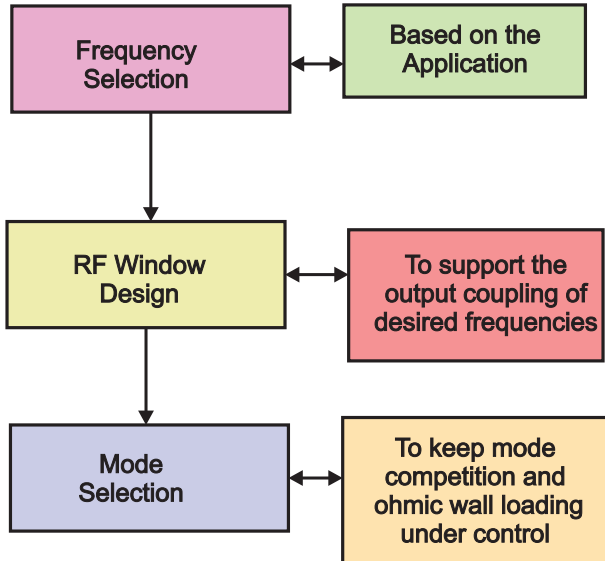 Frequency
Selection
Based on the
Application
RF Window
Design
To support the
output coupling of
desired frequencies
Mode
Selection
To keep mode
competition and
ohmic wall loading
under control